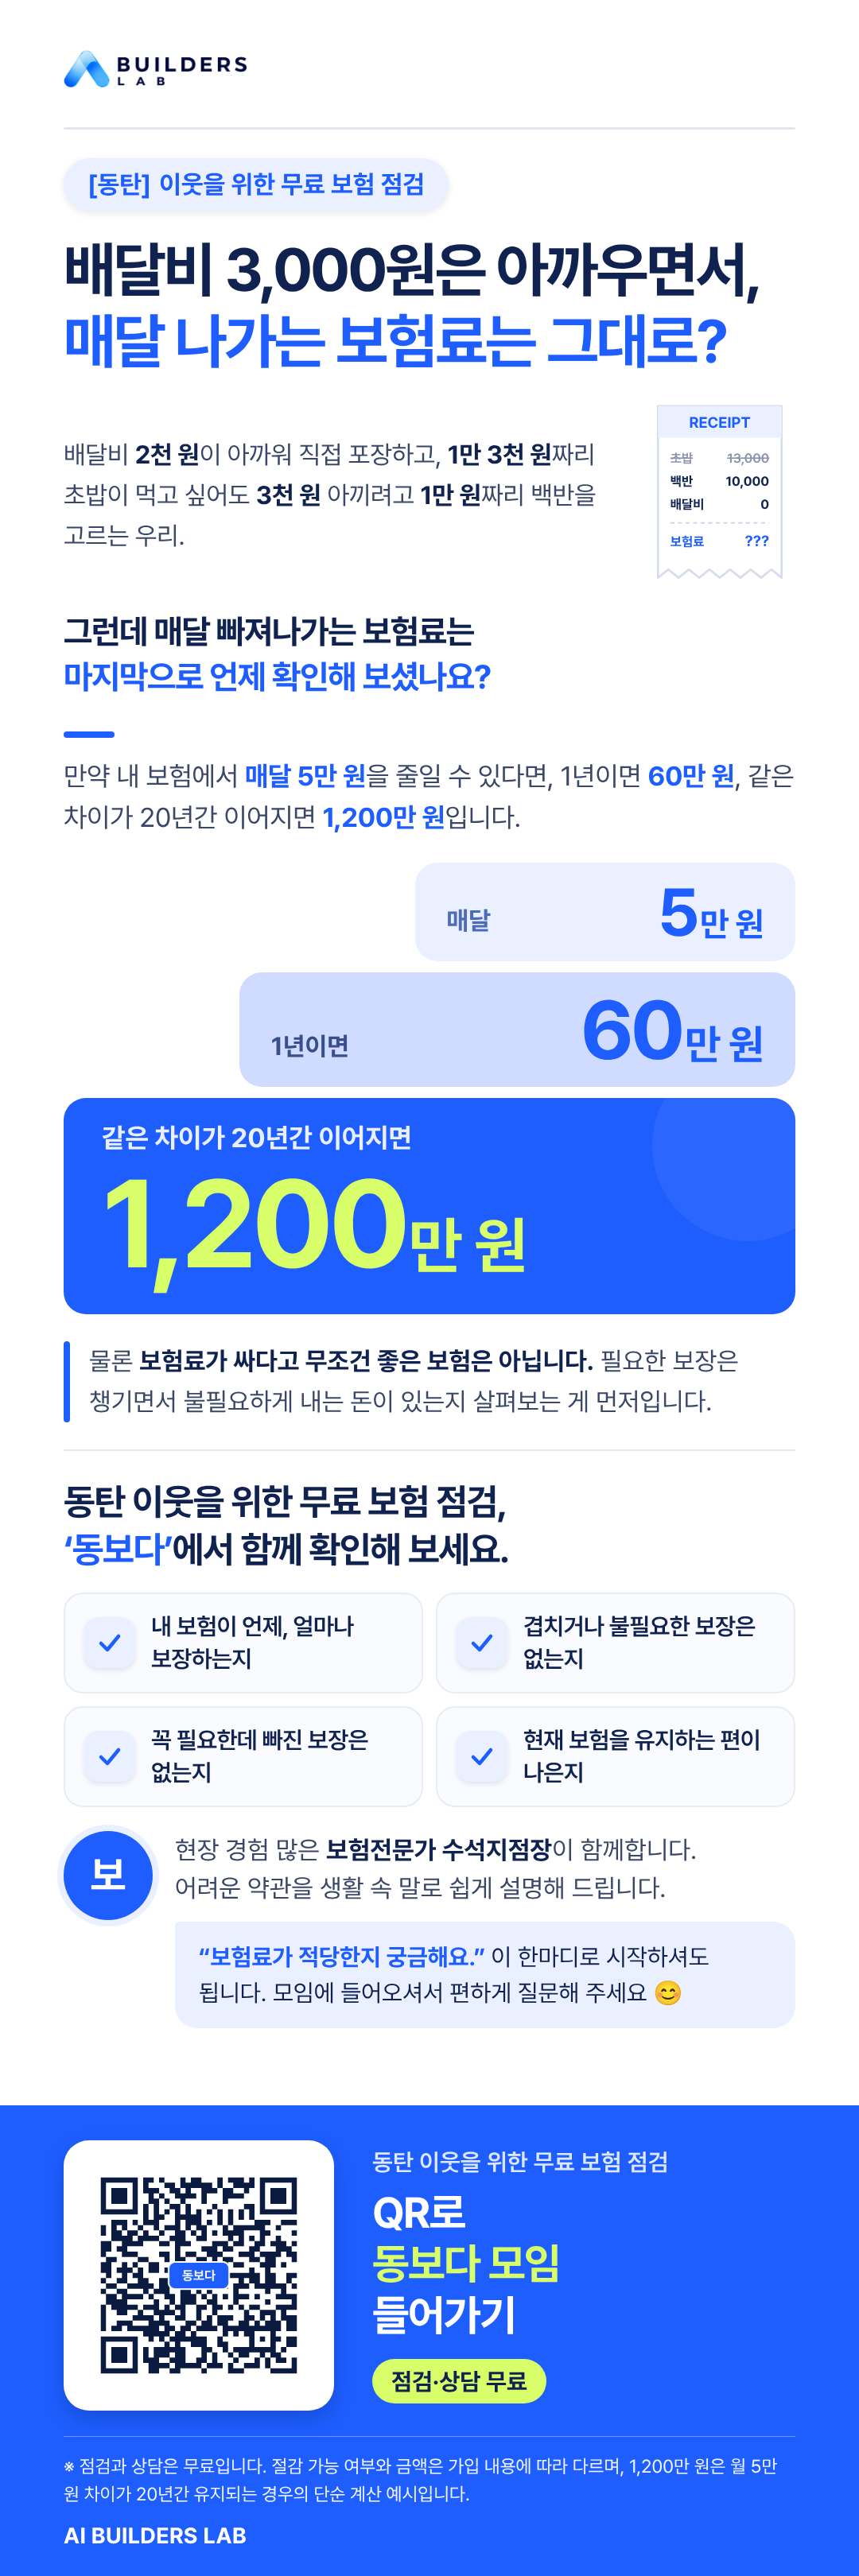 BUILDERS
LAB
[동탄] 이웃을 위한 무료 보험 점검
배달비 3,000원은 아까우면서,
매달 나가는 보험료는 그대로?
배달비 2천 원이 아까워 직접 포장하고, 1만 3천 원짜리
초밥이 먹고 싶어도 3천 원 아끼려고 1만 원짜리 백반을
고르는 우리.
RECEIPT
초밥 13,000
백반 10,000
배달비 0
보험료 ???
그런데 매달 빠져나가는 보험료는
마지막으로 언제 확인해 보셨나요?
만약 내 보험에서 매달 5만 원을 줄일 수 있다면, 1년이면 60만 원, 같은
차이가 20년간 이어지면 1,200만 원입니다.
매달 5만 원
1년이면 60만 원
같은 차이가 20년간 이어지면
1,200만 원
물론 보험료가 싸다고 무조건 좋은 보험은 아닙니다. 필요한 보장은
챙기면서 불필요하게 내는 돈이 있는지 살펴보는 게 먼저입니다.
동탄 이웃을 위한 무료 보험 점검,
‘동보다’에서 함께 확인해 보세요.
내 보험이 언제, 얼마나
보장하는지
겹치거나 불필요한 보장은
없는지
꼭 필요한데 빠진 보장은
없는지
현재 보험을 유지하는 편이
나은지
보
현장 경험 많은 보험전문가 수석지점장이 함께합니다.
어려운 약관을 생활 속 말로 쉽게 설명해 드립니다.
“보험료가 적당한지 궁금해요.” 이 한마디로 시작하셔도
됩니다. 모임에 들어오셔서 편하게 질문해 주세요 😊
동보다
동탄 이웃을 위한 무료 보험 점검
QR로
동보다 모임
들어가기
점검·상담 무료
※ 점검과 상담은 무료입니다. 절감 가능 여부와 금액은 가입 내용에 따라 다르며, 1,200만 원은 월 5만
원 차이가 20년간 유지되는 경우의 단순 계산 예시입니다.
AI BUILDERS LAB